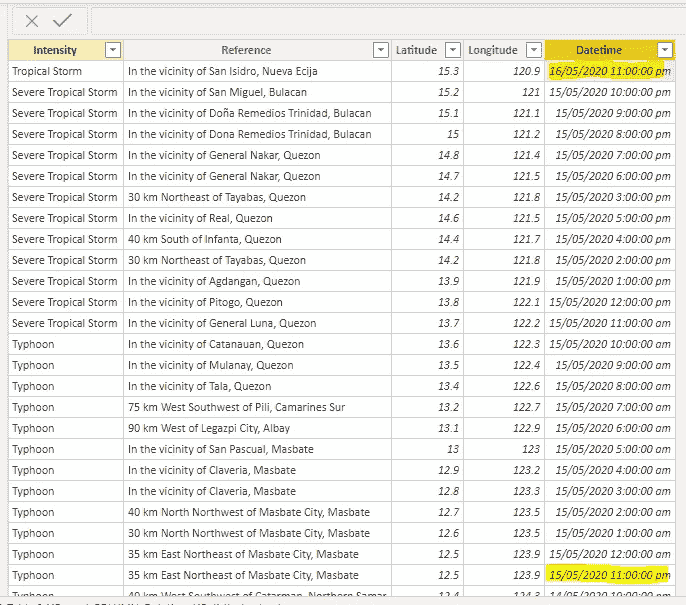 Intensity Reference Latitude Longitude Datetime
Tropical Storm In the vicinity of San Isidro, Nueva Ecija 15.3 120.9 16/05/2020 11:00:00 pm
Severe Tropical Storm In the vicinity of San Miguel, Bulacan 15.2 121 15/05/2020 10:00:00 pm
Severe Tropical Storm In the vicinity of Doña Remedios Trinidad, Bulacan 15.1 121.1 15/05/2020 9:00:00 pm
Severe Tropical Storm In the vicinity of Dona Remedios Trinidad, Bulacan 15 121.2 15/05/2020 8:00:00 pm
Severe Tropical Storm In the vicinity of General Nakar, Quezon 14.8 121.4 15/05/2020 7:00:00 pm
Severe Tropical Storm In the vicinity of General Nakar, Quezon 14.7 121.5 15/05/2020 6:00:00 pm
Severe Tropical Storm 30 km Northeast of Tayabas, Quezon 14.2 121.8 15/05/2020 3:00:00 pm
Severe Tropical Storm In the vicinity of Real, Quezon 14.6 121.5 15/05/2020 5:00:00 pm
Severe Tropical Storm 40 km South of Infanta, Quezon 14.4 121.7 15/05/2020 4:00:00 pm
Severe Tropical Storm 30 km Northeast of Tayabas, Quezon 14.2 121.8 15/05/2020 2:00:00 pm
Severe Tropical Storm In the vicinity of Agdangan, Quezon 13.9 121.9 15/05/2020 1:00:00 pm
Severe Tropical Storm In the vicinity of Pitogo, Quezon 13.8 122.1 15/05/2020 12:00:00 pm
Severe Tropical Storm In the vicinity of General Luna, Quezon 13.7 122.2 15/05/2020 11:00:00 am
Typhoon In the vicinity of Catanauan, Quezon 13.6 122.3 15/05/2020 10:00:00 am
Typhoon In the vicinity of Mulanay, Quezon 13.5 122.4 15/05/2020 9:00:00 am
Typhoon In the vicinity of Tala, Quezon 13.4 122.6 15/05/2020 8:00:00 am
Typhoon 75 km West Southwest of Pili, Camarines Sur 13.2 122.7 15/05/2020 7:00:00 am
Typhoon 90 km West of Legazpi City, Albay 13.1 122.9 15/05/2020 6:00:00 am
Typhoon In the vicinity of San Pascual, Masbate 13 123 15/05/2020 5:00:00 am
Typhoon In the vicinity of Claveria, Masbate 12.9 123.2 15/05/2020 4:00:00 am
Typhoon In the vicinity of Claveria, Masbate 12.8 123.3 15/05/2020 3:00:00 am
Typhoon 40 km North Northwest of Masbate City, Masbate 12.7 123.5 15/05/2020 2:00:00 am
Typhoon 30 km North Northwest of Masbate City, Masbate 12.6 123.5 15/05/2020 1:00:00 am
Typhoon 35 km East Northeast of Masbate City, Masbate 12.5 123.9 15/05/2020 12:00:00 am
Typhoon 35 km East Northeast of Masbate City, Masbate 12.5 123.9 15/05/2020 11:00:00 pm
Typhoon 40 km West Southwest of Catarman, Northern Samar 12.4 124.3